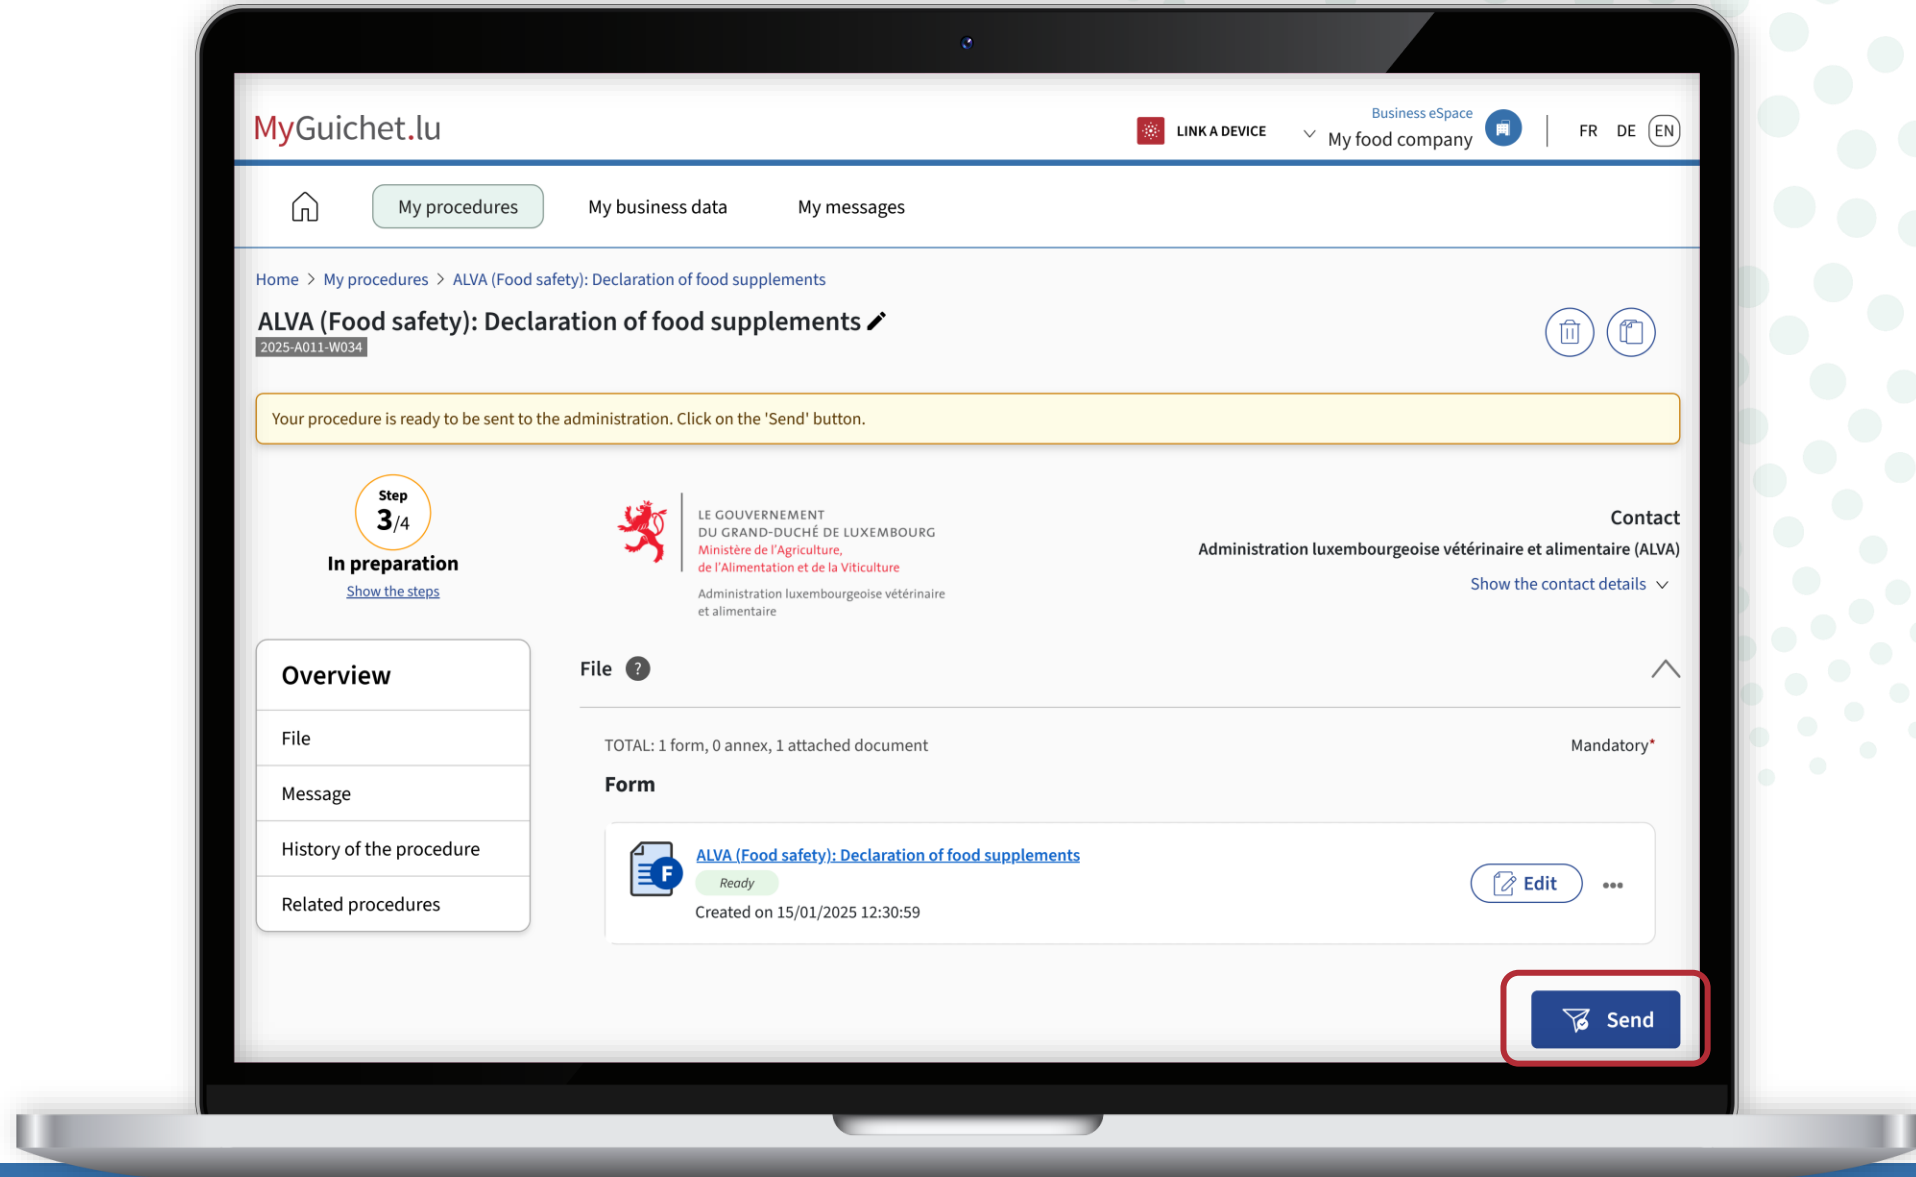 MyGuichet.lu
LINK A DEVICE
Business eSpace
My food company
FR DE EN
My procedures
My business data
My messages
Home > My procedures > ALVA (Food safety): Declaration of food supplements
ALVA (Food safety): Declaration of food supplements
2025-A011-W034
Your procedure is ready to be sent to the administration. Click on the 'Send' button.
Step
3/4
In preparation
Show the steps
LE GOUVERNEMENT
DU GRAND-DUCHÉ DE LUXEMBOURG
Ministère de l'Agriculture,
de l'Alimentation et de la Viticulture
Administration luxembourgeoise vétérinaire
et alimentaire
Contact
Administration luxembourgeoise vétérinaire et alimentaire (ALVA)
Show the contact details
Overview
File
Message
History of the procedure
Related procedures
File ?
TOTAL: 1 form, 0 annex, 1 attached document
Mandatory*
Form
F
ALVA (Food safety): Declaration of food supplements
Ready
Created on 15/01/2025 12:30:59
Edit
Send